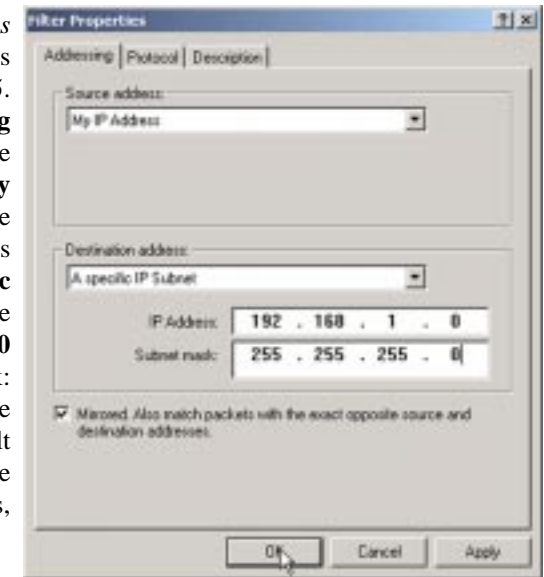 Filter Properties
Addressing
Protocol
Description
Source address:
My IP Address
Destination address:
A specific IP Subnet
IP Address: 192 . 168 . 1 . 0
Subnet mask: 255 . 255 . 255 . 0
Mirrored. Also match packets with the exact opposite source and
destination addresses.
OK
Cancel
Apply